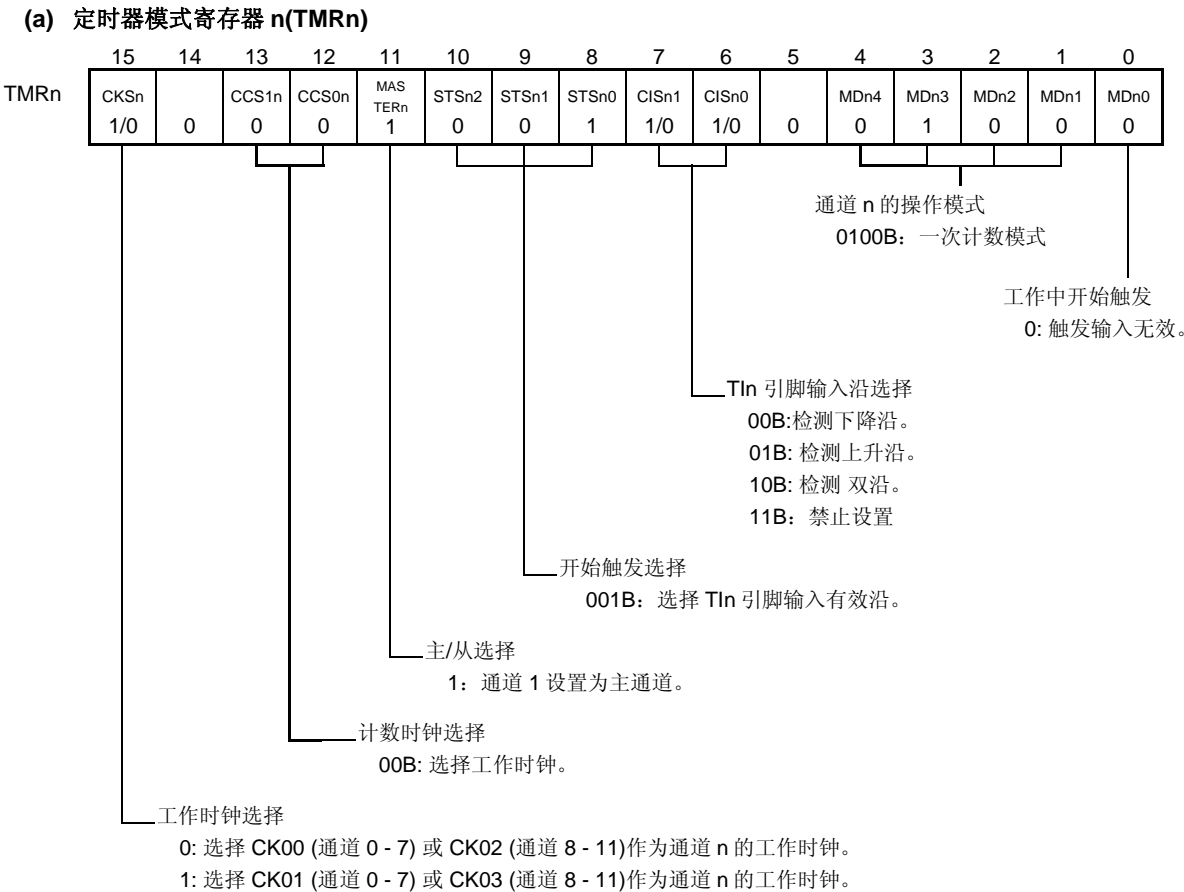 (a) 定时器模式寄存器 n(TMRn)
15 14 13 12 11 10 9 8 7 6 5 4 3 2 1 0
TMRn CKSn CCS1n CCS0n MAS TERn STSn2 STSn1 STSn0 CISn1 CISn0 MDn4 MDn3 MDn2 MDn1 MDn0
1/0 0 0 0 1 0 0 1 1/0 1/0 0 0 1 0 0 0
通道 n 的操作模式
0100B：一次计数模式
工作中开始触发
0: 触发输入无效。
TIn 引脚输入沿选择
00B:检测下降沿。
01B: 检测上升沿。
10B: 检测 双沿。
11B：禁止设置
开始触发选择
001B：选择 TIn 引脚输入有效沿。
主/从选择
1：通道 1 设置为主通道。
计数时钟选择
00B: 选择工作时钟。
工作时钟选择
0: 选择 CK00 (通道 0 - 7) 或 CK02 (通道 8 - 11)作为通道 n 的工作时钟。
1: 选择 CK01 (通道 0 - 7) 或 CK03 (通道 8 - 11)作为通道 n 的工作时钟。